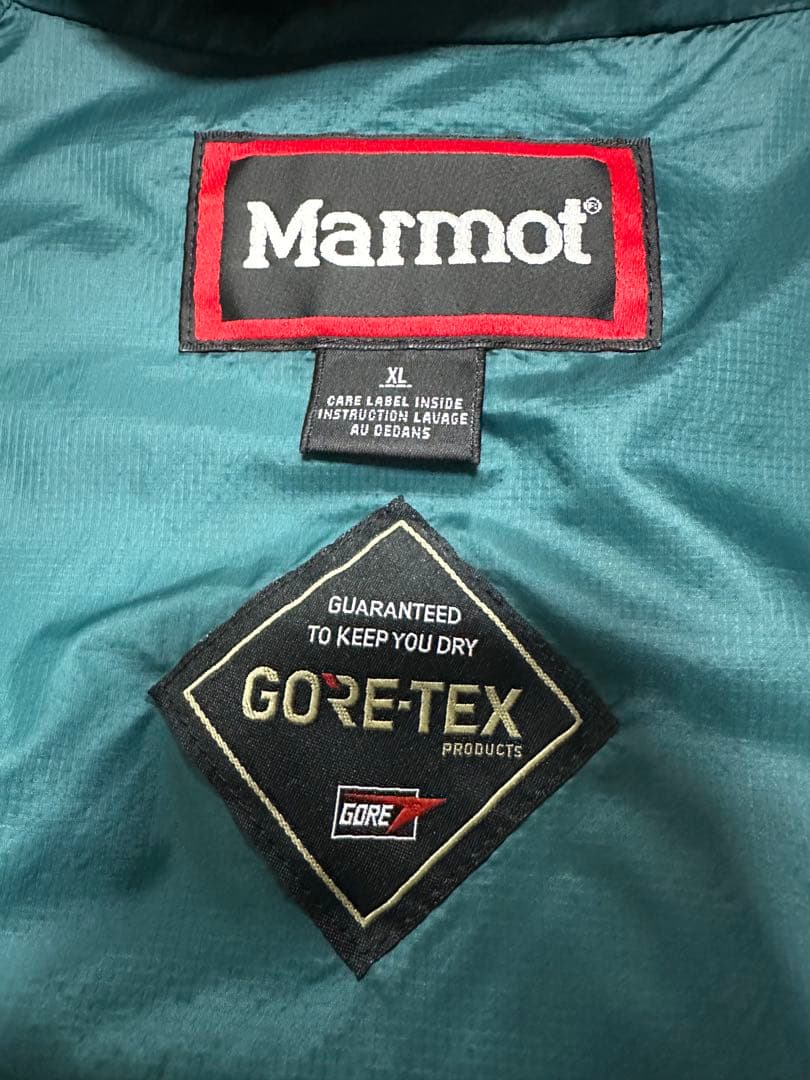 Marmot®
XL
CARE LABEL INSIDE
INSTRUCTION LAVAGE
AU DEDANS
GUARANTEED
TO KEEP YOU DRY
GORE-TEX
PRODUCTS
GORE